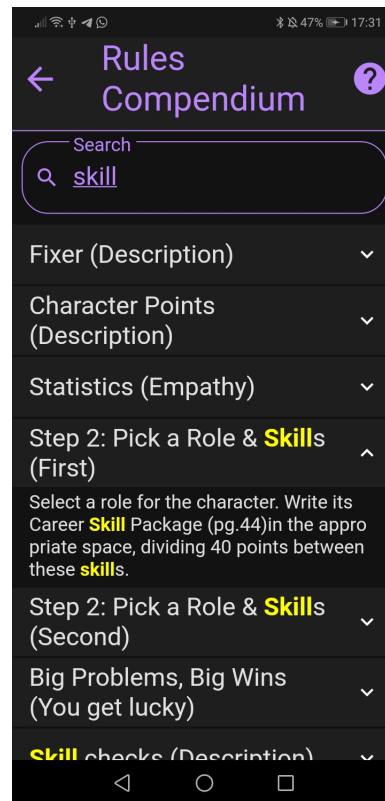 47% 17:31
Rules
Compendium
?
Search
skill
Fixer (Description)
Character Points
(Description)
Statistics (Empathy)
Step 2: Pick a Role & Skills
(First)
Select a role for the character. Write its
Career Skill Package (pg.44)in the appro
priate space, dividing 40 points between
these skills.
Step 2: Pick a Role & Skills
(Second)
Big Problems, Big Wins
(You get lucky)
Skill checks (Description)